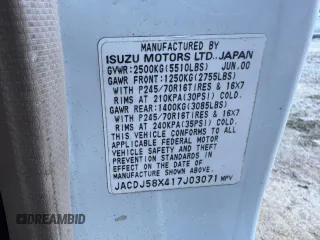 MANUFACTURED BY
ISUZU MOTORS LTD., JAPAN
GVWR: 2500KG(5510LBS) JUN.00
GAWR FRONT: 1250KG(2755LBS)
WITH P245/70R16TIRES & 16X7
RIMS AT 210KPA(30PSI) COLD.
GAWR REAR: 1400KG(3085LBS)
WITH P245/70R16TIRES & 16X7
RIMS AT 240KPA(35PSI) COLD.
THIS VEHICLE CONFORMS TO ALL
APPLICABLE FEDERAL MOTOR
VEHICLE SAFETY STANDARDS IN
EFFECT ON THE DATE OF
MANUFACTURE SHOWN ABOVE.
JACDJ58X417J03071 MPV
DREAMBID